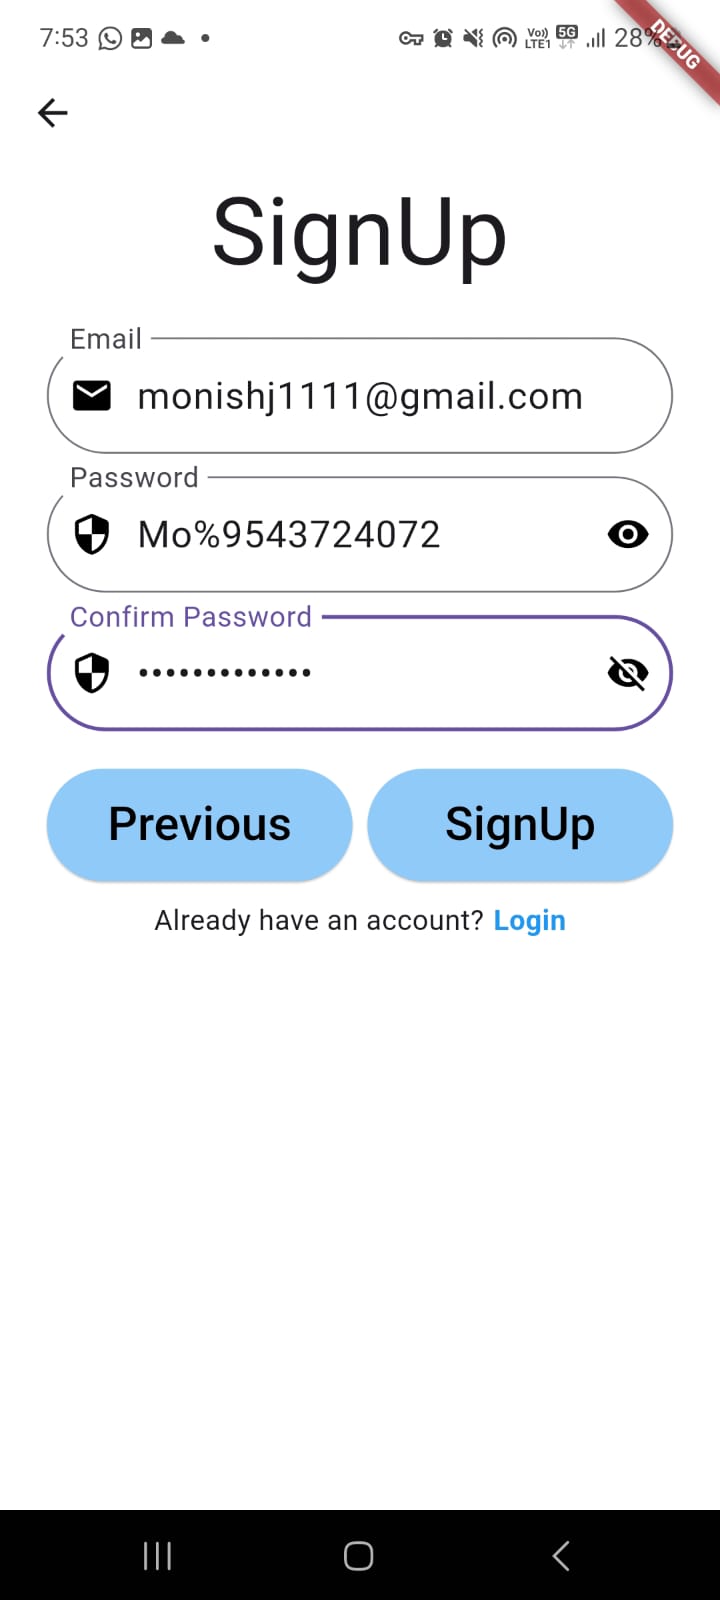 7:53
Voo)) 5G
LTE1
28%
DEBUG
SignUp
Email
monishj1111@gmail.com
Password
Mo%9543724072
Confirm Password
•••••••••••••
Previous SignUp
Already have an account? Login